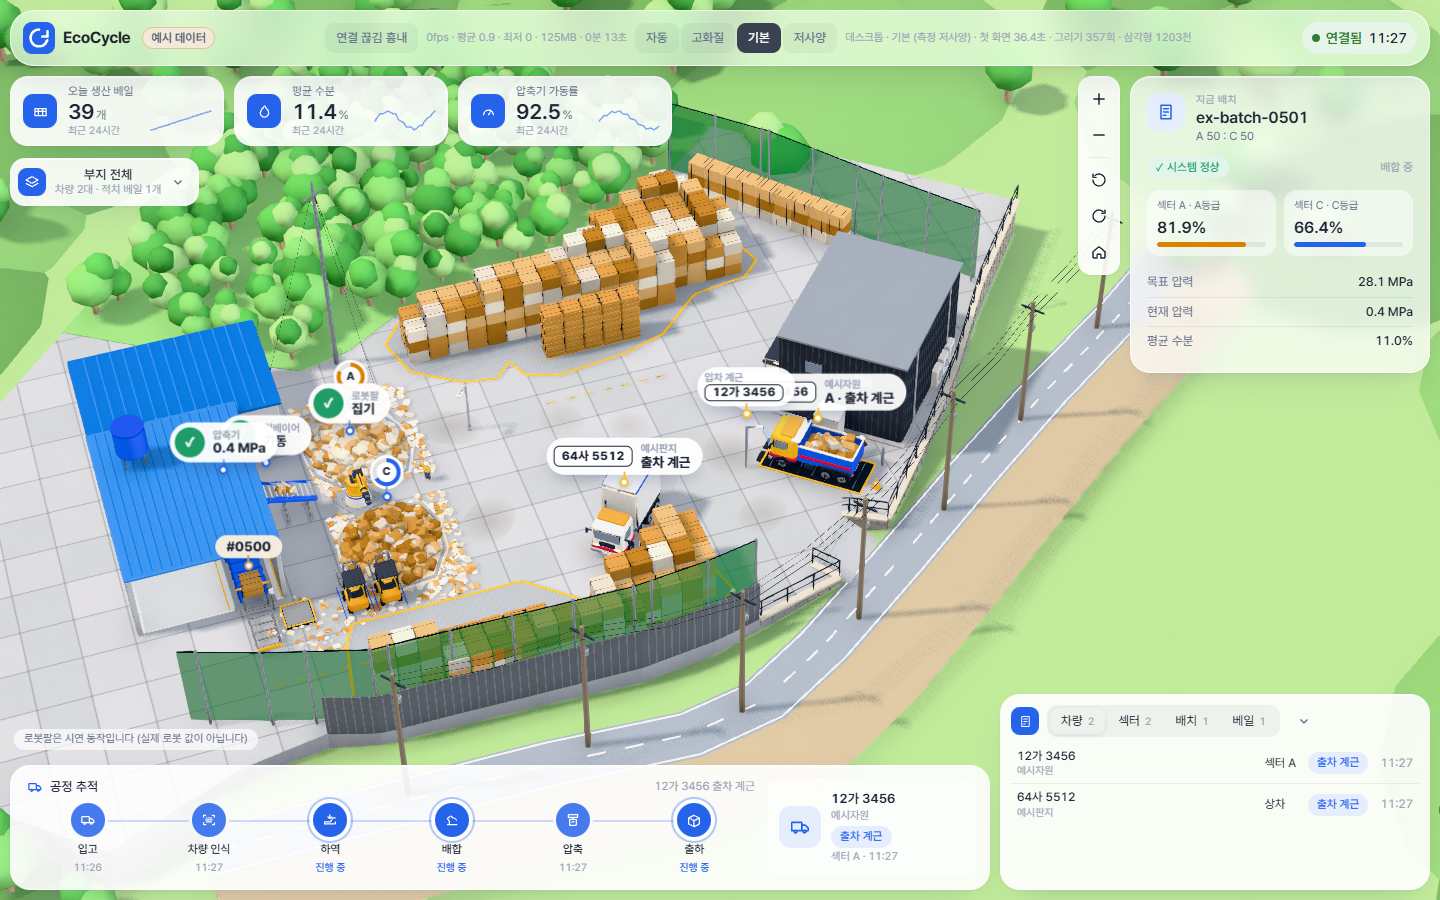 EcoCycle
예시 데이터
연결 끊김 흉내
0fps · 평균 0.9 · 최저 0 · 125MB · 0분 13초
자동
고화질
기본
저사양
데스크톱 · 기본 (측정 저사양) · 첫 화면 36.4초 · 그리기 357회 · 삼각형 1203천
연결됨 11:27
오늘 생산 베일
39개
최근 24시간
평균 수분
11.4%
최근 24시간
압축기 가동률
92.5%
최근 24시간
부지 전체
차량 2대 · 적치 베일 1개
지금 배치
ex-batch-0501
A 50 : C 50
✓ 시스템 정상
배합 중
섹터 A · A등급
81.9%
섹터 C · C등급
66.4%
목표 압력
28.1 MPa
현재 압력
0.4 MPa
평균 수분
11.0%
A
로봇팔
집기
압축기
0.4 MPa
C
#0500
입차 계근
12가 3456
56
예시자원
A · 출차 계근
64사 5512
예시판지
출차 계근
로봇팔은 시연 동작입니다 (실제 로봇 값이 아닙니다)
공정 추적
12가 3456 출차 계근
입고
11:26
차량 인식
11:27
하역
진행 중
배합
진행 중
압축
11:27
출하
진행 중
12가 3456
예시자원
출차 계근
섹터 A · 11:27
차량 2
섹터 2
배치 1
베일 1
12가 3456
예시자원
섹터 A
출차 계근
11:27
64사 5512
예시판지
상차
출차 계근
11:27